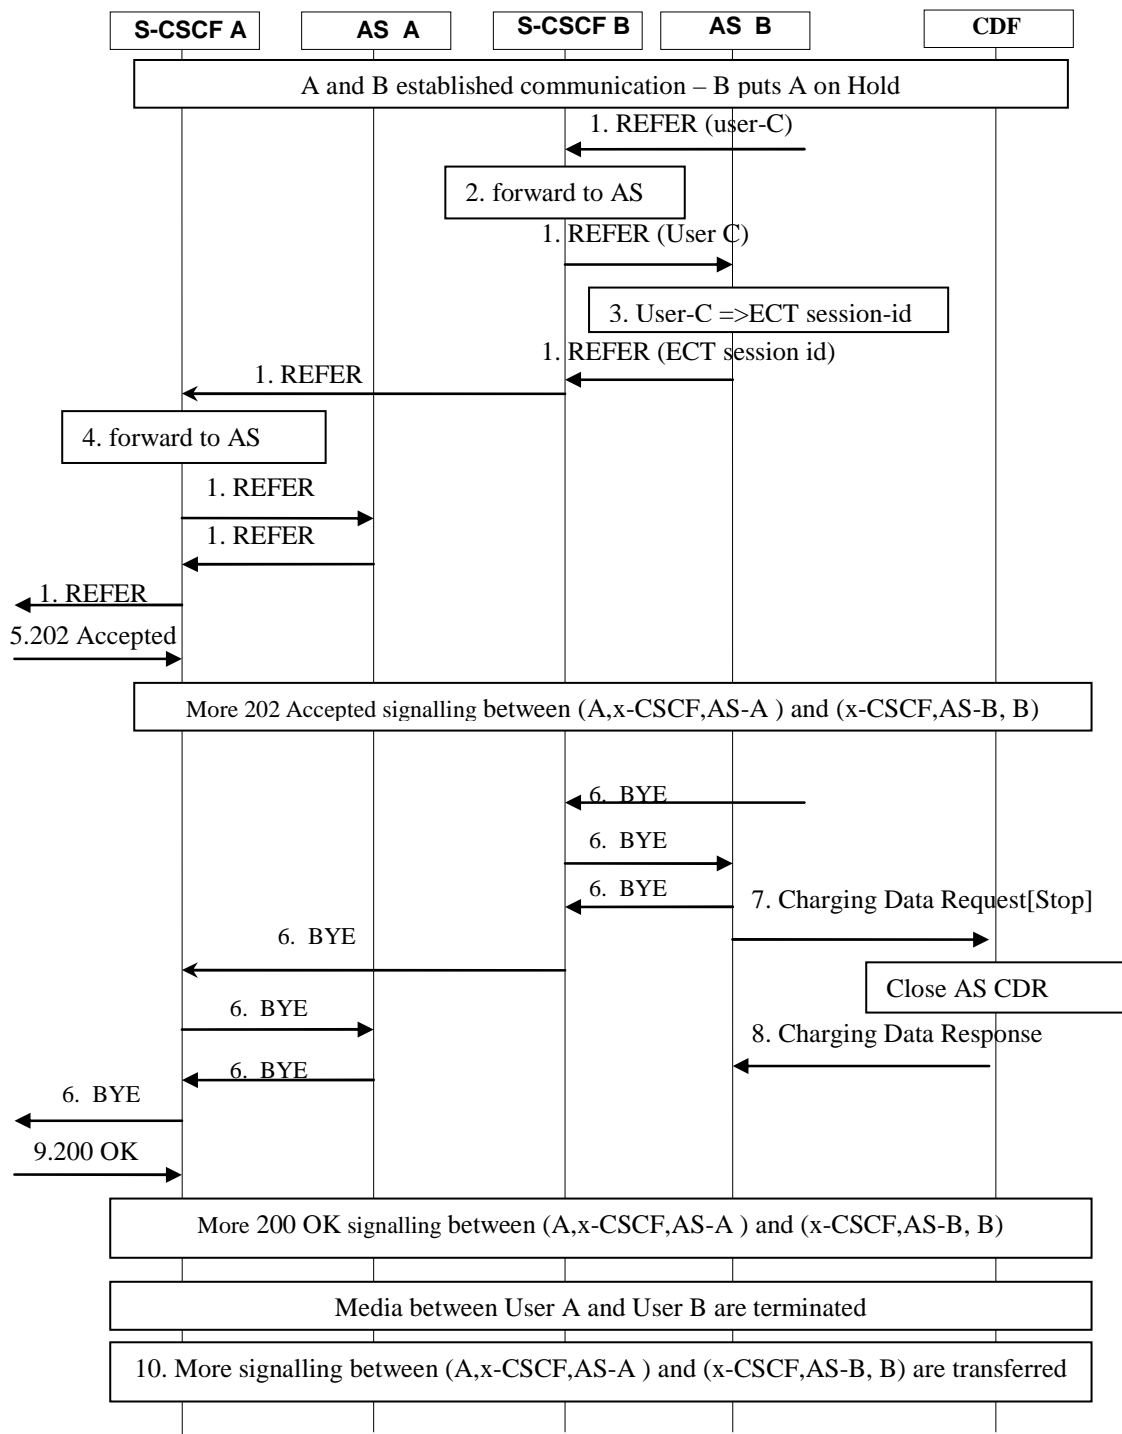 S-CSCF A
AS A
S-CSCF B
AS B
CDF
A and B established communication – B puts A on Hold
1. REFER (user-C)
2. forward to AS
1. REFER (User C)
3. User-C =>ECT session-id
1. REFER (ECT session id)
1. REFER
4. forward to AS
1. REFER
1. REFER
1. REFER
5.202 Accepted
More 202 Accepted signalling between (A,x-CSCF,AS-A ) and (x-CSCF,AS-B, B)
6. BYE
6. BYE
6. BYE
7. Charging Data Request[Stop]
6. BYE
Close AS CDR
6. BYE
8. Charging Data Response
6. BYE
6. BYE
9.200 OK
More 200 OK signalling between (A,x-CSCF,AS-A ) and (x-CSCF,AS-B, B)
Media between User A and User B are terminated
10. More signalling between (A,x-CSCF,AS-A ) and (x-CSCF,AS-B, B) are transferred